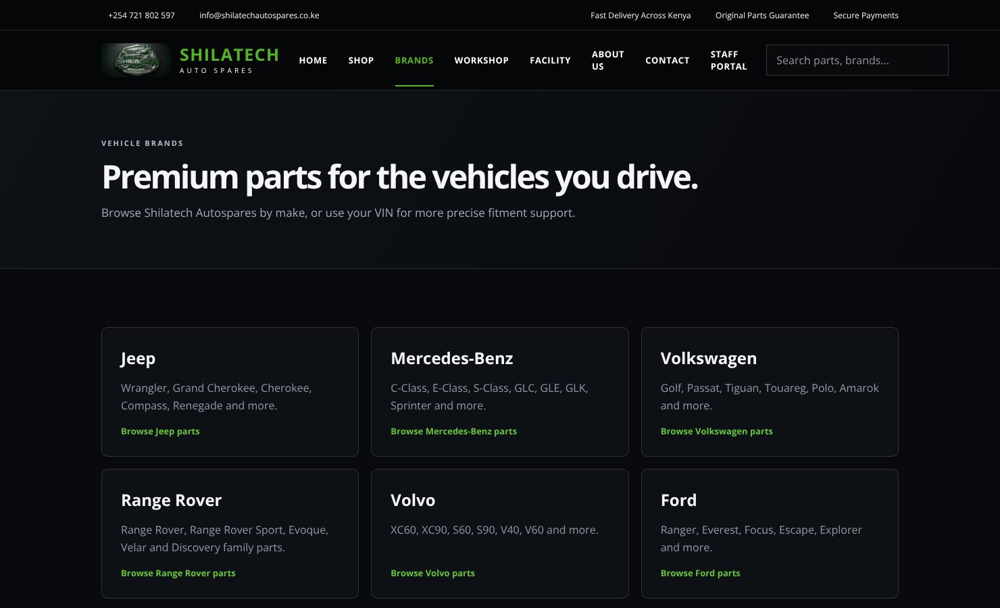 +254 721 802 597
info@shilatechautospares.co.ke
Fast Delivery Across Kenya
Original Parts Guarantee
Secure Payments
SHILATECH
SHILATECH
AUTO SPARES
HOME
SHOP
BRANDS
WORKSHOP
FACILITY
ABOUT
US
CONTACT
STAFF
PORTAL
Search parts, brands...
VEHICLE BRANDS
Premium parts for the vehicles you drive.
Browse Shilatech Autospares by make, or use your VIN for more precise fitment support.
Jeep
Wrangler, Grand Cherokee, Cherokee,
Compass, Renegade and more.
Browse Jeep parts
Mercedes-Benz
C-Class, E-Class, S-Class, GLC, GLE, GLK,
Sprinter and more.
Browse Mercedes-Benz parts
Volkswagen
Golf, Passat, Tiguan, Touareg, Polo, Amarok
and more.
Browse Volkswagen parts
Range Rover
Range Rover, Range Rover Sport, Evoque,
Velar and Discovery family parts.
Browse Range Rover parts
Volvo
XC60, XC90, S60, S90, V40, V60 and more.
Browse Volvo parts
Ford
Ranger, Everest, Focus, Escape, Explorer
and more.
Browse Ford parts